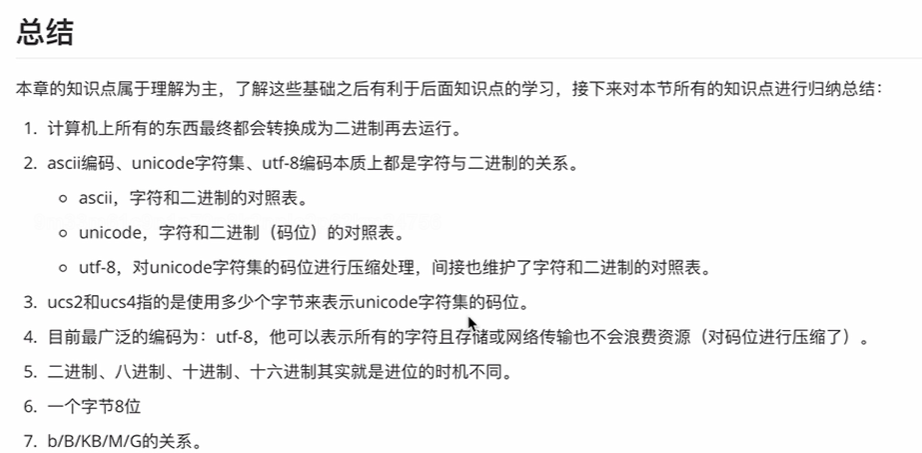 总结
本章的知识点属于理解为主，了解这些基础之后有利于后面知识点的学习，接下来对本节所有的知识点进行归纳总结：
1. 计算机上所有的东西最终都会转换成为二进制再去运行。
2. ascii编码、unicode字符集、utf-8编码本质上都是字符与二进制的关系。
ascii，字符和二进制的对照表。
unicode，字符和二进制（码位）的对照表。
utf-8，对unicode字符集的码位进行压缩处理，间接也维护了字符和二进制的对照表。
3. ucs2和ucs4指的是使用多少个字节来表示unicode字符集的码位。
4. 目前最广泛的编码为：utf-8，他可以表示所有的字符且存储或网络传输也不会浪费资源（对码位进行压缩了）。
5. 二进制、八进制、十进制、十六进制其实就是进位的时机不同。
6. 一个字节8位
7. b/B/KB/M/G的关系。